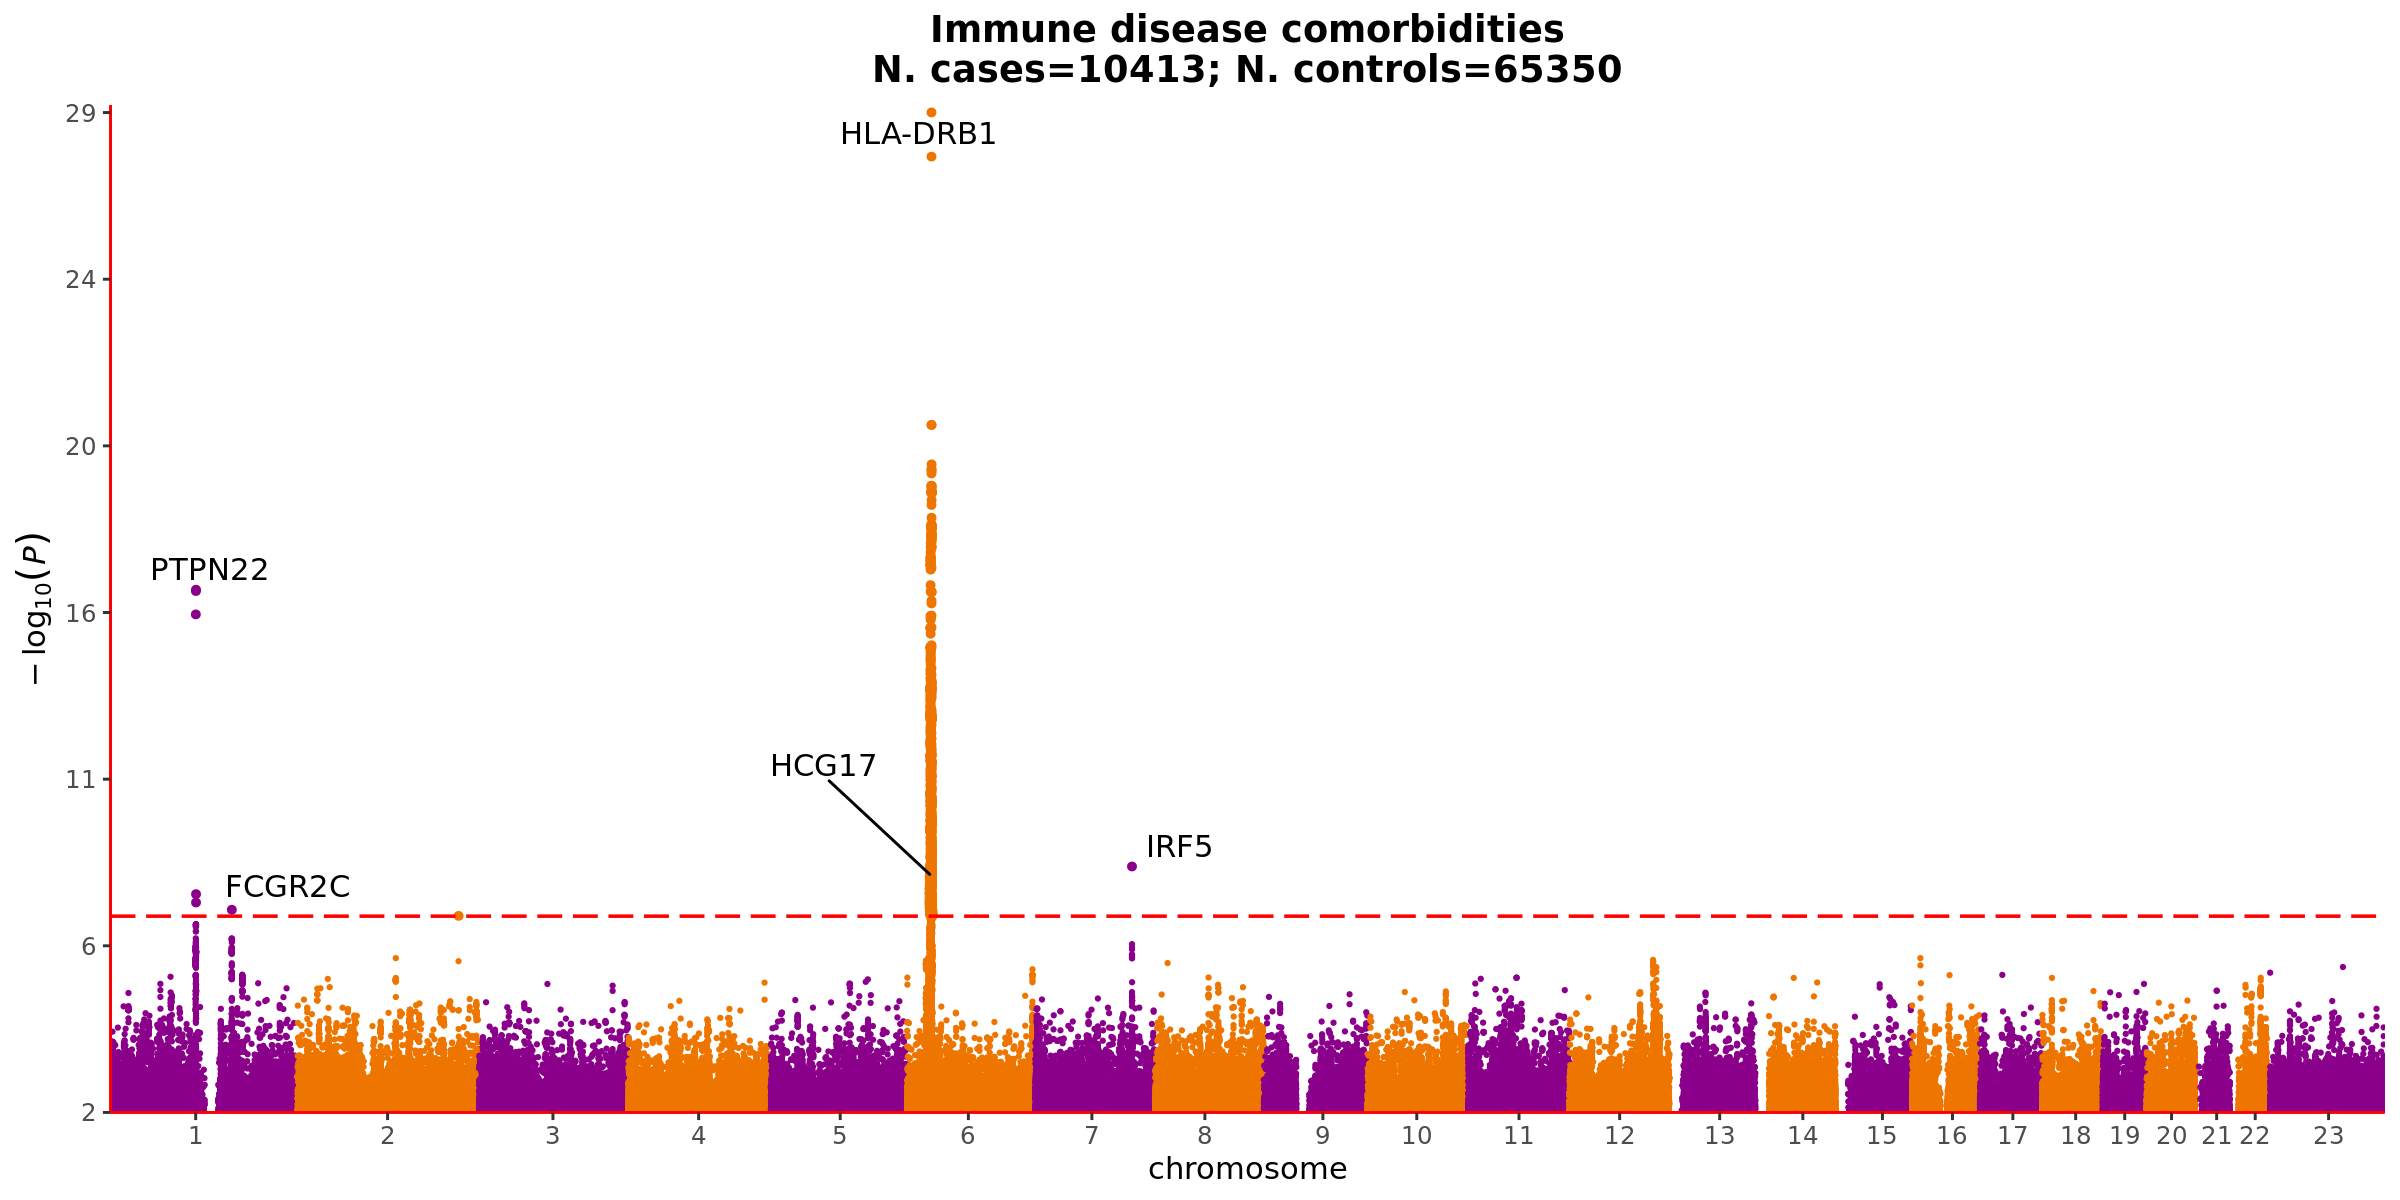 Immune disease comorbidities
N. cases=10413; N. controls=65350
29
HLA-DRB1
24
20
PTPN22
16
HCG17
11
IRF5
FCGR2C
6
2
− log10(P)
1 2 3 4 5 6 7 8 9 10 11 12 13 14 15 16 17 18 19 20 21 22 23
chromosome